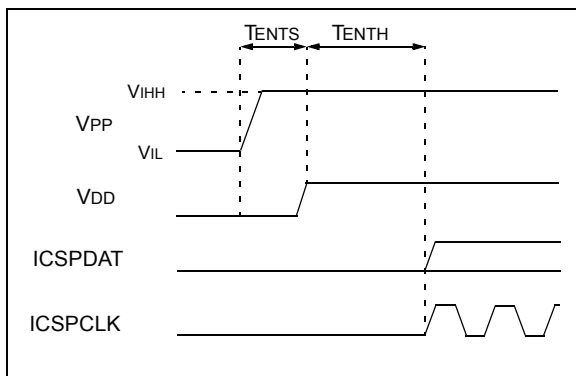 TENTS TENTH
VIHH
VPP
VIL
VDD
ICSPDAT
ICSPCLK